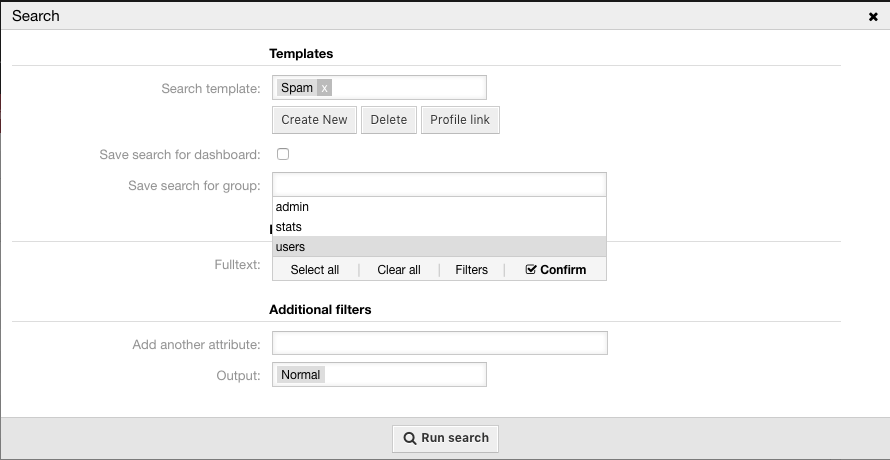 Search ✖
Templates
Search template: Spam x
Create New Delete Profile link
Save search for dashboard:
Save search for group:
admin
stats
users
Fulltext:
Select all | Clear all | Filters | Confirm
Additional filters
Add another attribute:
Output: Normal
Run search